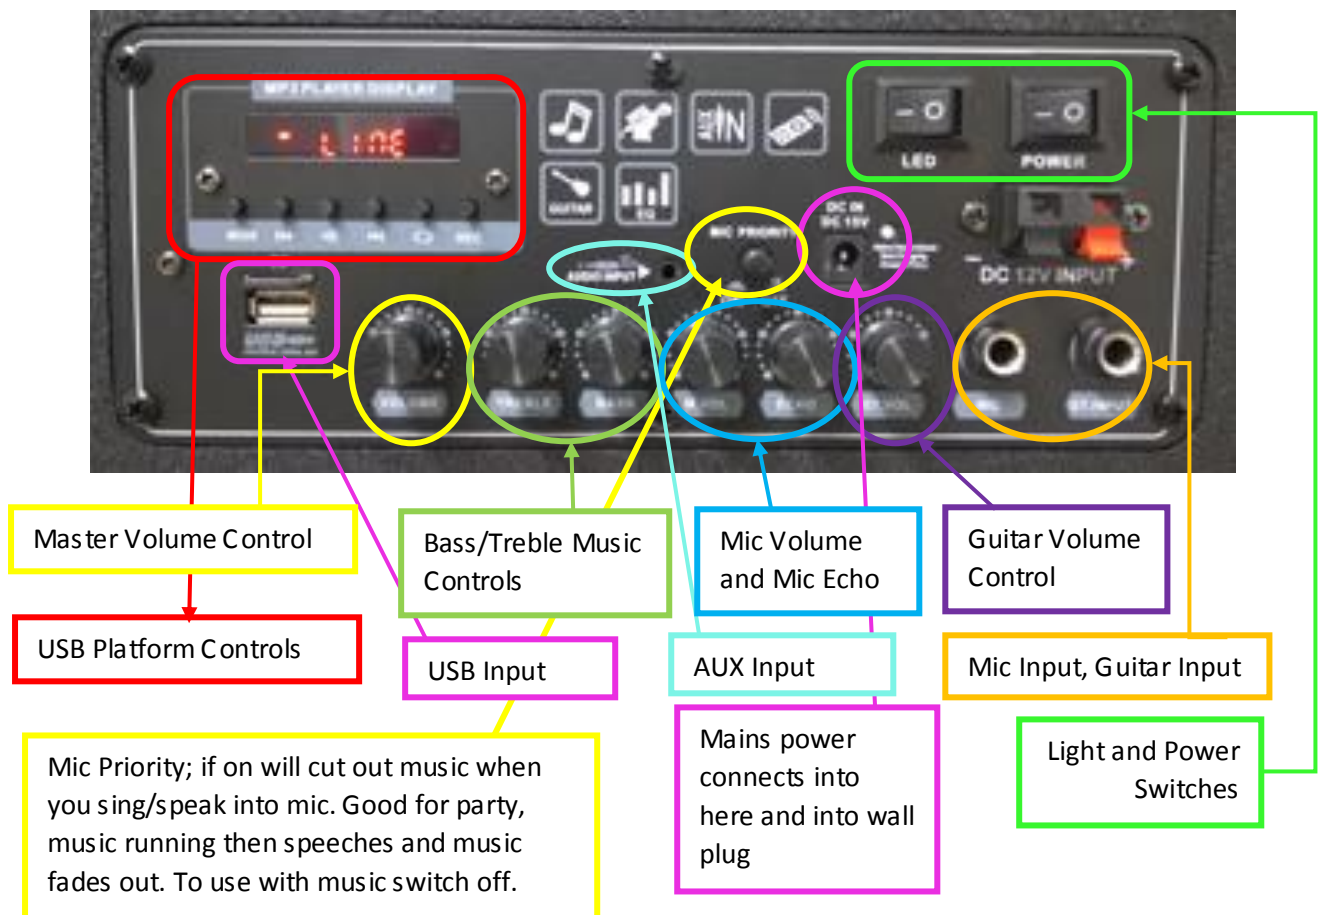 MP3 PLAYER DISPLAY
LINE
AUX
IN
GUITAR
EQ
LED
POWER
DC IN
DC 15V
MIC PRIORITY
AUDIO INPUT
- +
DC 12V INPUT
VOLUME
TREBLE
BASS
ECHO
GT.INPUT
Master Volume Control
Bass/Treble Music
Controls
Mic Volume
and Mic Echo
Guitar Volume
Control
USB Platform Controls
USB Input
AUX Input
Mic Input, Guitar Input
Mic Priority; if on will cut out music when
you sing/speak into mic. Good for party,
music running then speeches and music
fades out. To use with music switch off.
Mains power
connects into
here and into wall
plug
Light and Power
Switches